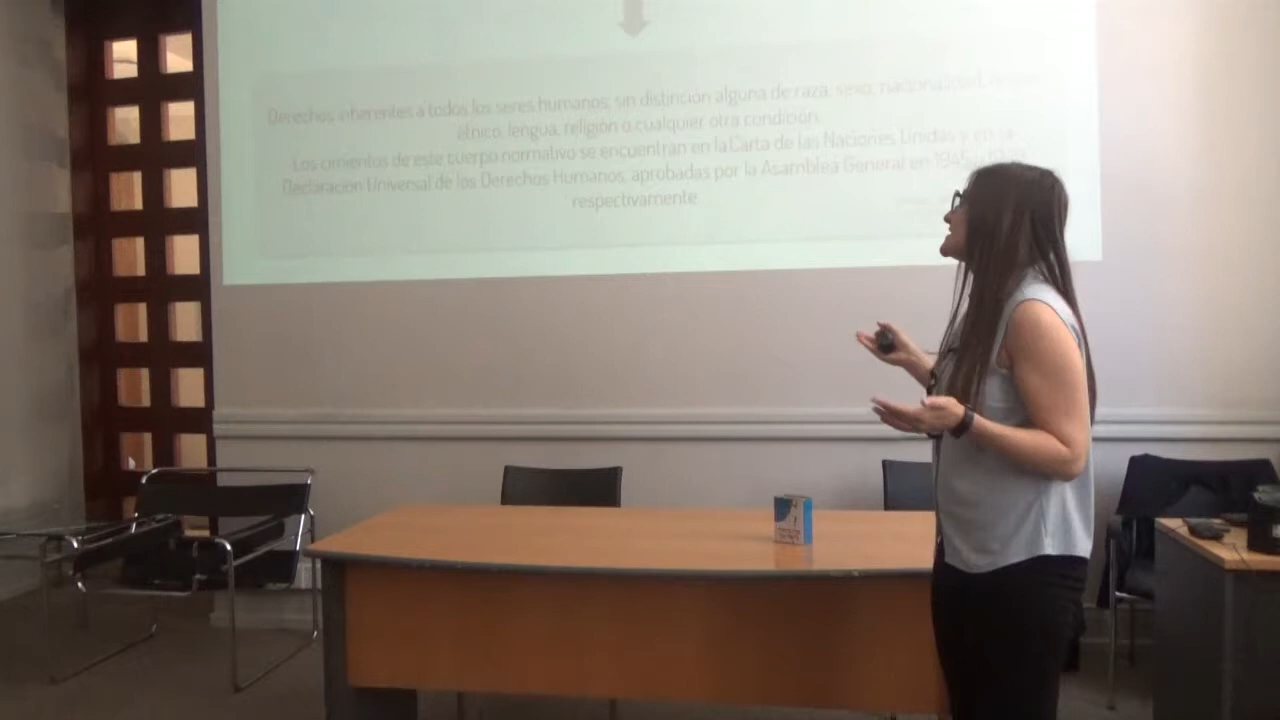 Derechos inherentes a todos los seres humanos, sin distinción alguna de raza, sexo, nacionalidad,
étnico, lengua, religión o cualquier otra condición.
Los cimientos de este cuerpo normativo se encuentran en la Carta de las Naciones Unidas y en la
Declaración Universal de los Derechos Humanos, aprobadas por la Asamblea General en 1945
respectivamente